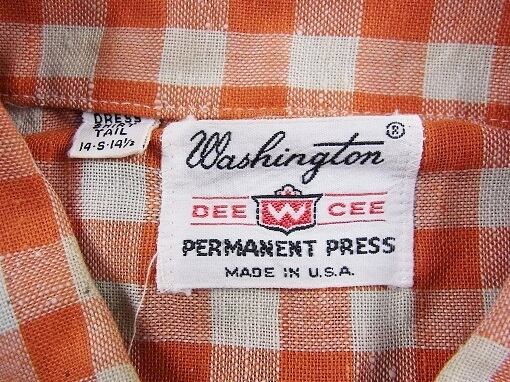 DRESS
TAIL
14-S-14½
Washington ®
DEE W CEE
PERMANENT PRESS
MADE IN U.S.A.